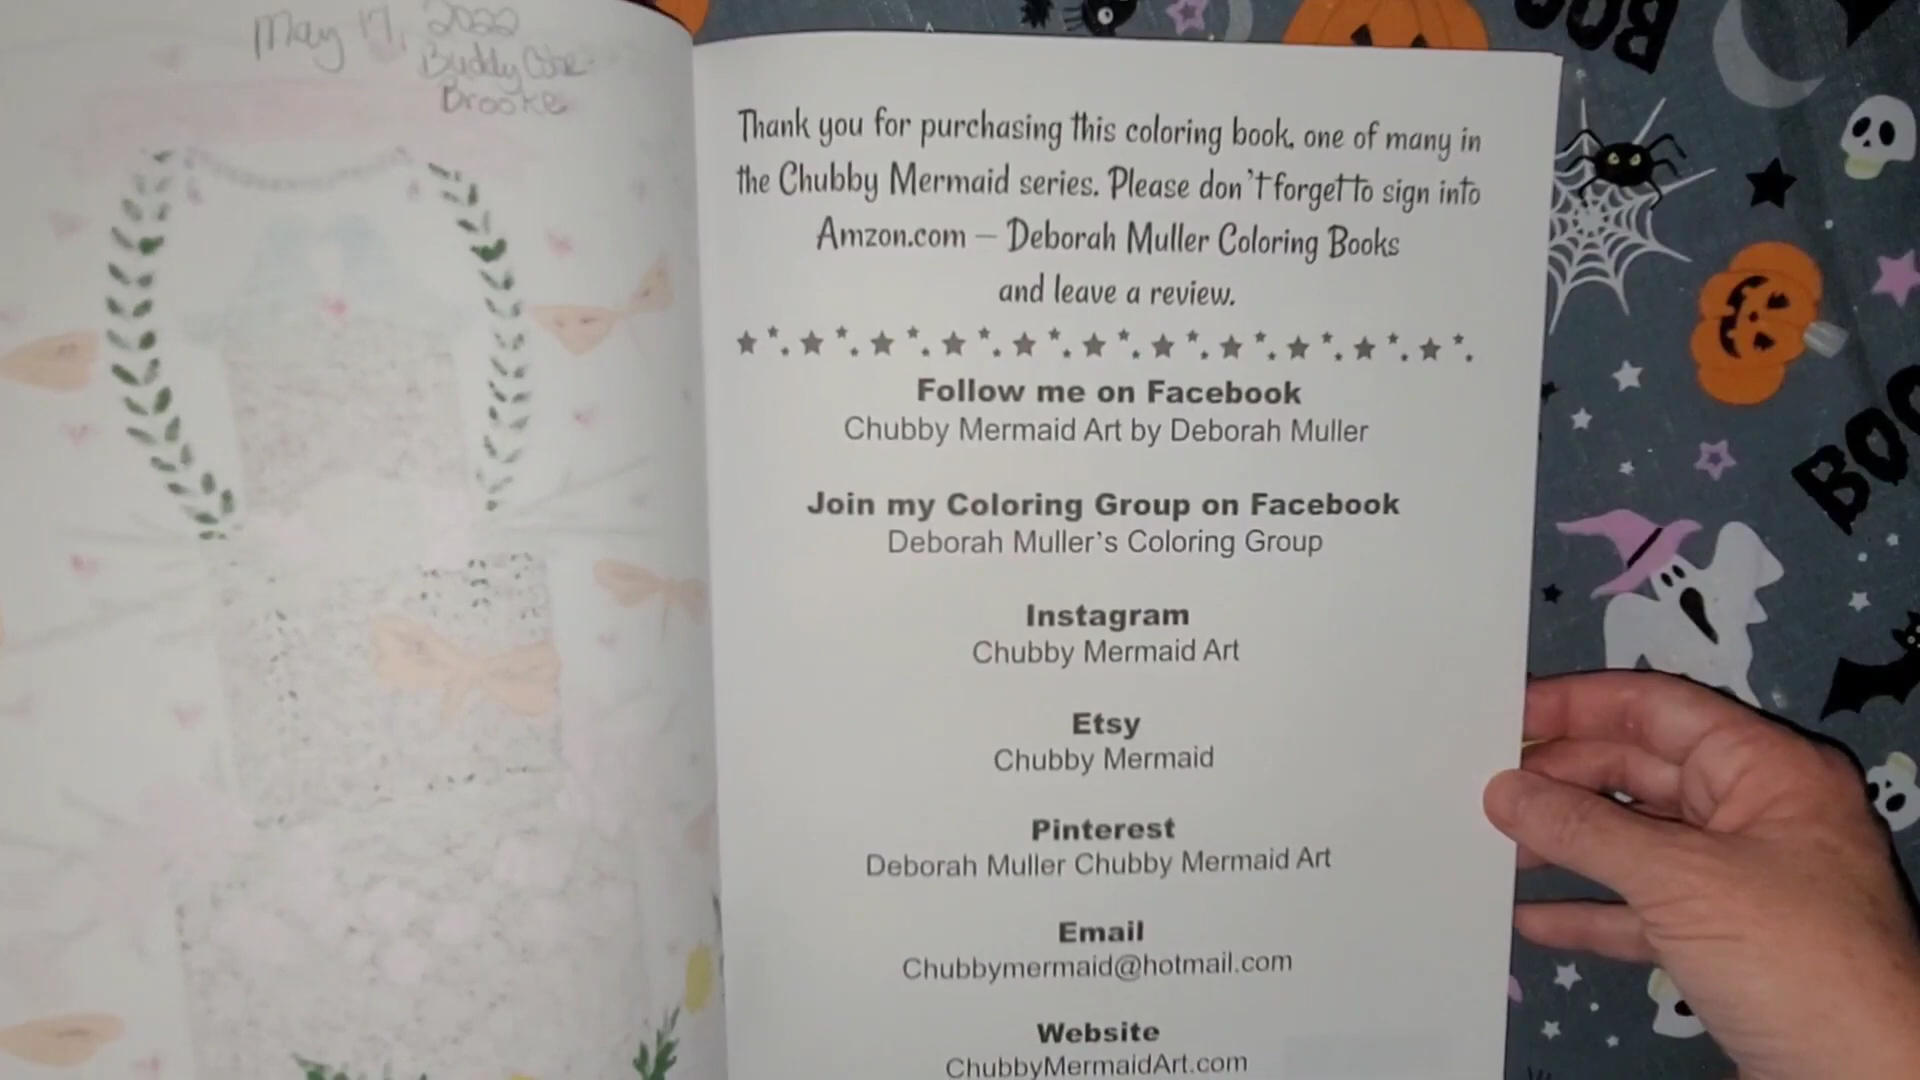 May 17, 2022
Buddy
Brooke
Thank you for purchasing this coloring book, one of many in
the Chubby Mermaid series. Please don't forget to sign into
Amzon.com – Deborah Muller Coloring Books
and leave a review.
Follow me on Facebook
Chubby Mermaid Art by Deborah Muller
Join my Coloring Group on Facebook
Deborah Muller's Coloring Group
Instagram
Chubby Mermaid Art
Etsy
Chubby Mermaid
Pinterest
Deborah Muller Chubby Mermaid Art
Email
Chubbymermaid@hotmail.com
Website
ChubbyMermaidArt.com
BOO
BOO